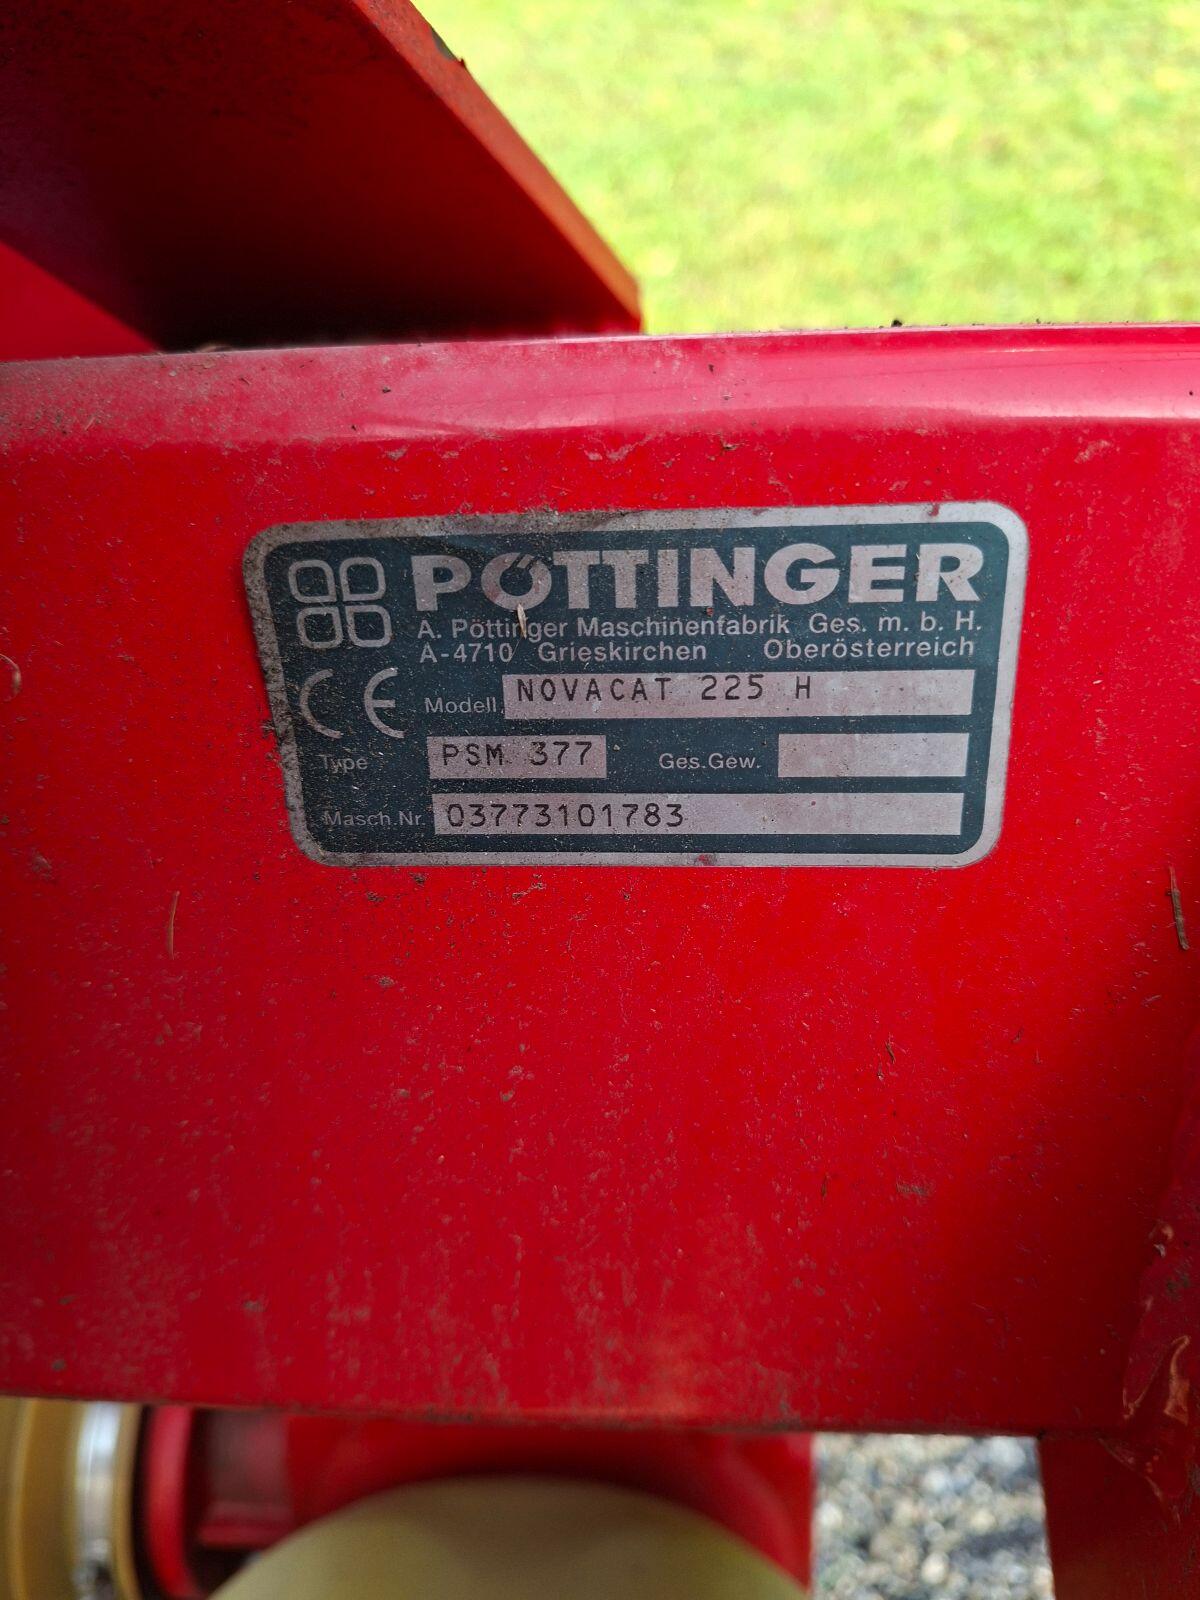 PÖTTINGER
A. Pöttinger Maschinenfabrik Ges. m. b. H.
A-4710 Grieskirchen Oberösterreich
CE Modell. NOVACAT 225 H
Type PSM 377 Ges.Gew.
Masch.Nr. 03773101783